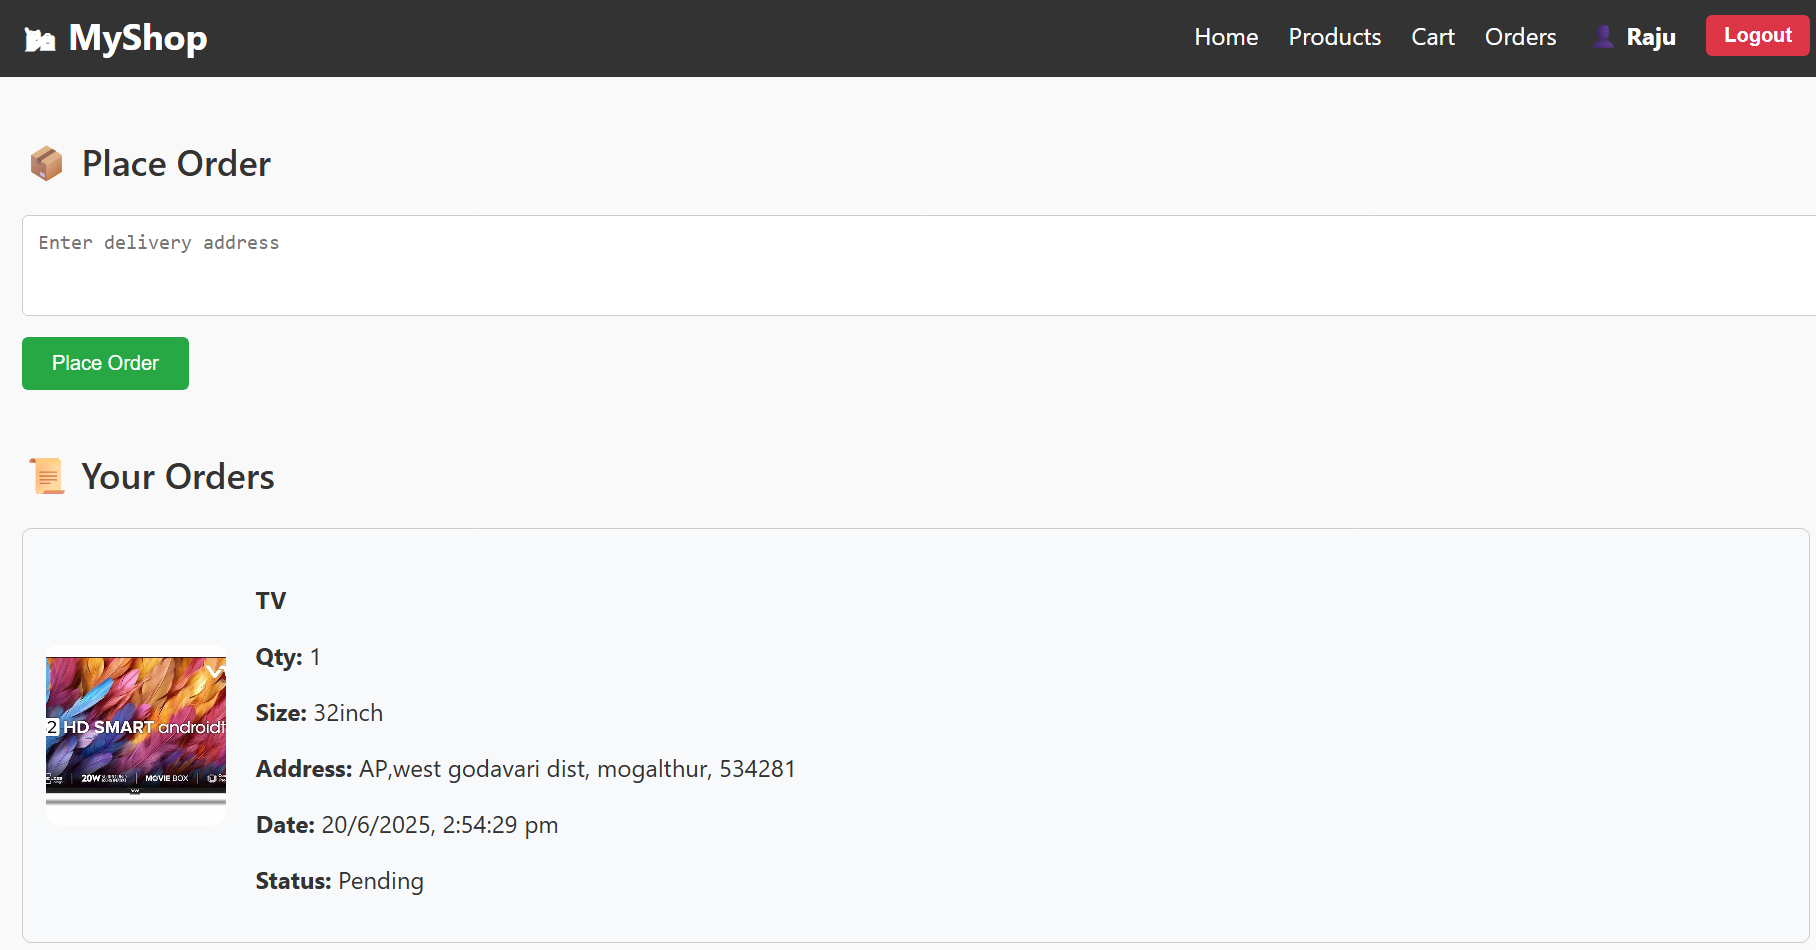 MyShop
Home Products Cart Orders Raju Logout
Place Order
Enter delivery address
Place Order
Your Orders
TV
Qty: 1
Size: 32inch
Address: AP,west godavari dist, mogalthur, 534281
Date: 20/6/2025, 2:54:29 pm
Status: Pending
2 HD SMART androidt
20W MOVIE BOX